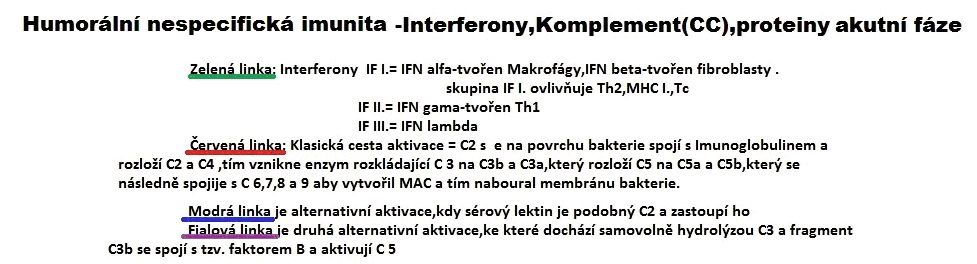 Humorální nespecifická imunita -Interferony,Komplement(CC),proteiny akutní fáze
Zelená linka: Interferony IF I.= IFN alfa-tvořen Makrofágy,IFN beta-tvořen fibroblasty .
skupina IF I. ovlivňuje Th2,MHC I.,Tc
IF II.= IFN gama-tvořen Th1
IF III.= IFN lambda
Červená linka: Klasická cesta aktivace = C2 s e na povrchu bakterie spojí s Imunoglobulinem a
rozloží C2 a C4 ,tím vznikne enzym rozkládající C 3 na C3b a C3a,který rozloží C5 na C5a a C5b,který se
následně spojije s C 6,7,8 a 9 aby vytvořil MAC a tím naboural membránu bakterie.
Modrá linka je alternativní aktivace,kdy sérový lektin je podobný C2 a zastoupí ho
Fialová linka je druhá alternativní aktivace,ke které dochází samovolně hydrolýzou C3 a fragment
C3b se spojí s tzv. faktorem B a aktivují C 5